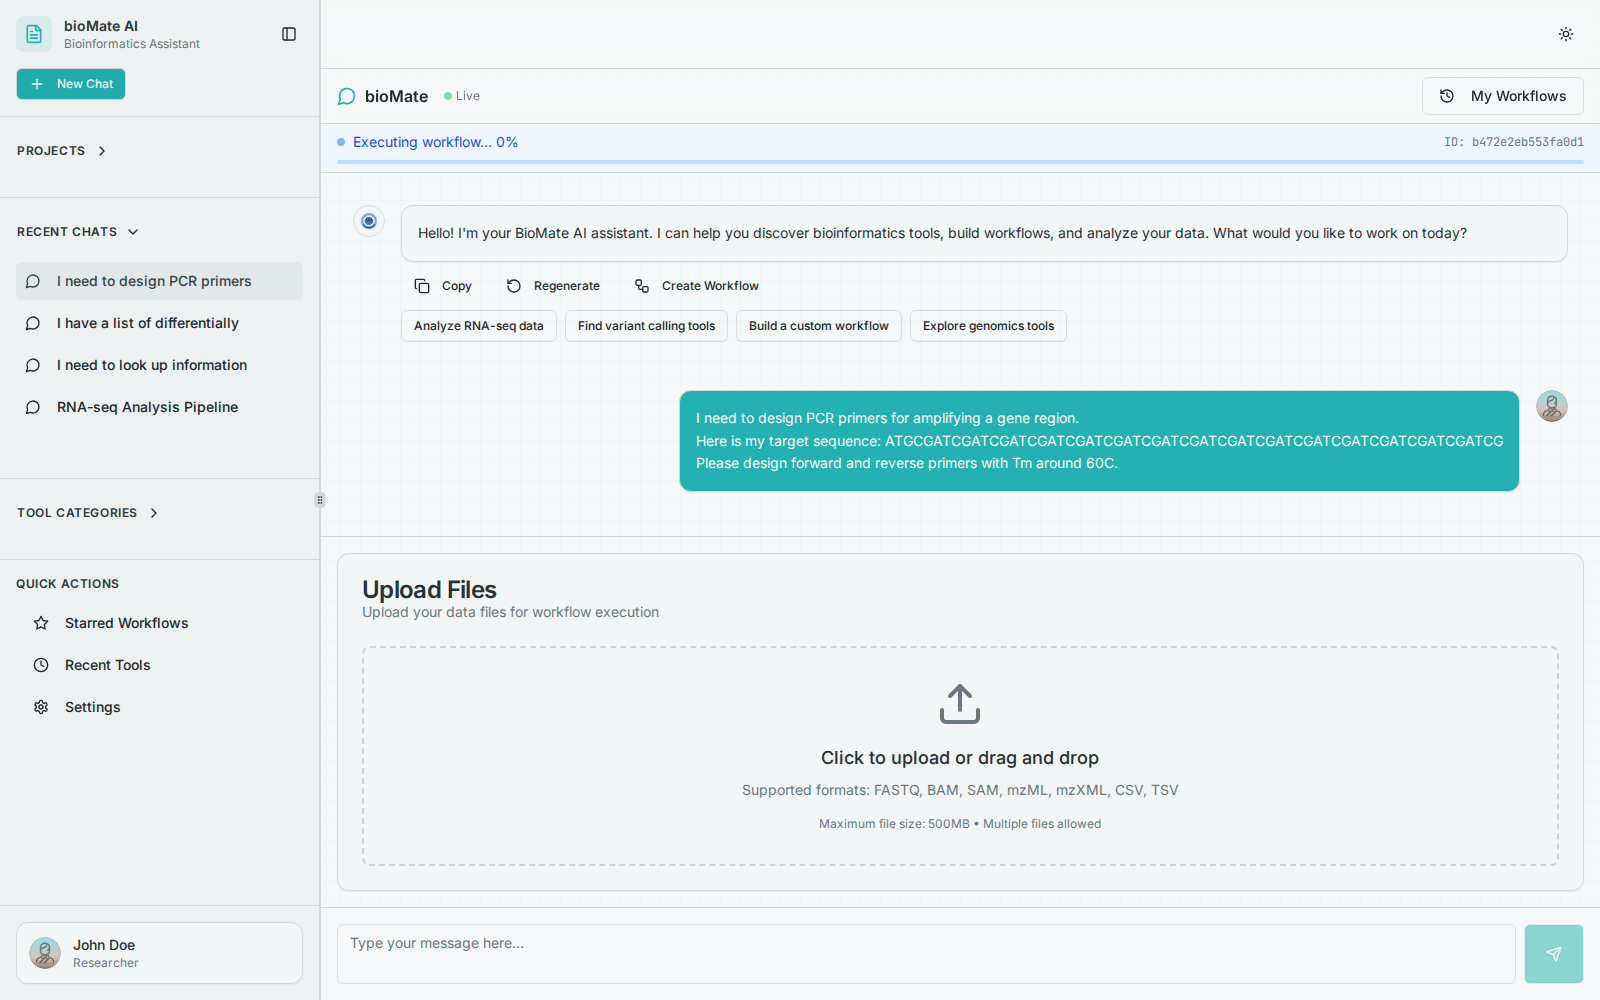 bioMate AI
Bioinformatics Assistant
New Chat
PROJECTS
RECENT CHATS
I need to design PCR primers
I have a list of differentially
I need to look up information
RNA-seq Analysis Pipeline
TOOL CATEGORIES
QUICK ACTIONS
Starred Workflows
Recent Tools
Settings
John Doe
Researcher
bioMate
Live
My Workflows
Executing workflow... 0%
ID: b472e2eb553fa0d1
Hello! I'm your BioMate AI assistant. I can help you discover bioinformatics tools, build workflows, and analyze your data. What would you like to work on today?
Copy
Regenerate
Create Workflow
Analyze RNA-seq data
Find variant calling tools
Build a custom workflow
Explore genomics tools
I need to design PCR primers for amplifying a gene region.
Here is my target sequence: ATGCGATCGATCGATCGATCGATCGATCGATCGATCGATCGATCGATCGATCGATCGATCGATCG
Please design forward and reverse primers with Tm around 60C.
Upload Files
Upload your data files for workflow execution
Click to upload or drag and drop
Supported formats: FASTQ, BAM, SAM, mzML, mzXML, CSV, TSV
Maximum file size: 500MB • Multiple files allowed
Type your message here...